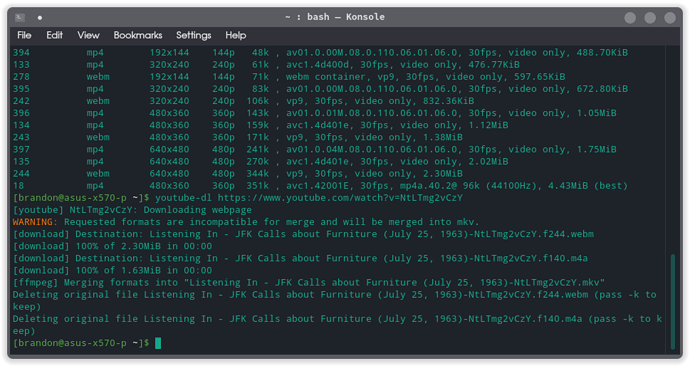 ~ : bash — Konsole
File Edit View Bookmarks Settings Help
394 mp4 192x144 144p 48k , av01.0.00M.08.0.110.06.01.06.0, 30fps, video only, 488.70KiB
133 mp4 320x240 240p 61k , avc1.4d400d, 30fps, video only, 476.77KiB
278 webm 192x144 144p 71k , webm container, vp9, 30fps, video only, 597.65KiB
395 mp4 320x240 240p 83k , av01.0.00M.08.0.110.06.01.06.0, 30fps, video only, 672.80KiB
242 webm 320x240 240p 106k , vp9, 30fps, video only, 832.36KiB
396 mp4 480x360 360p 143k , av01.0.01M.08.0.110.06.01.06.0, 30fps, video only, 1.05MiB
134 mp4 480x360 360p 159k , avc1.4d401e, 30fps, video only, 1.12MiB
243 webm 480x360 360p 171k , vp9, 30fps, video only, 1.38MiB
397 mp4 640x480 480p 241k , av01.0.04M.08.0.110.06.01.06.0, 30fps, video only, 1.75MiB
135 mp4 640x480 480p 270k , avc1.4d401e, 30fps, video only, 2.02MiB
244 webm 640x480 480p 344k , vp9, 30fps, video only, 2.30MiB
18 mp4 480x360 360p 351k , avc1.42001E, 30fps, mp4a.40.2@ 96k (44100Hz), 4.43MiB (best)
[brandon@asus-x570-p ~]$ youtube-dl https://www.youtube.com/watch?v=NtLTmg2vCzY
[youtube] NtLTmg2vCzY: Downloading webpage
WARNING: Requested formats are incompatible for merge and will be merged into mkv.
[download] Destination: Listening In - JFK Calls about Furniture (July 25, 1963)-NtLTmg2vCzY.f244.webm
[download] 100% of 2.30MiB in 00:00
[download] Destination: Listening In - JFK Calls about Furniture (July 25, 1963)-NtLTmg2vCzY.f140.m4a
[download] 100% of 1.63MiB in 00:00
[ffmpeg] Merging formats into "Listening In - JFK Calls about Furniture (July 25, 1963)-NtLTmg2vCzY.mkv"
Deleting original file Listening In - JFK Calls about Furniture (July 25, 1963)-NtLTmg2vCzY.f244.webm (pass -k to
keep)
Deleting original file Listening In - JFK Calls about Furniture (July 25, 1963)-NtLTmg2vCzY.f140.m4a (pass -k to k
eep)
[brandon@asus-x570-p ~]$